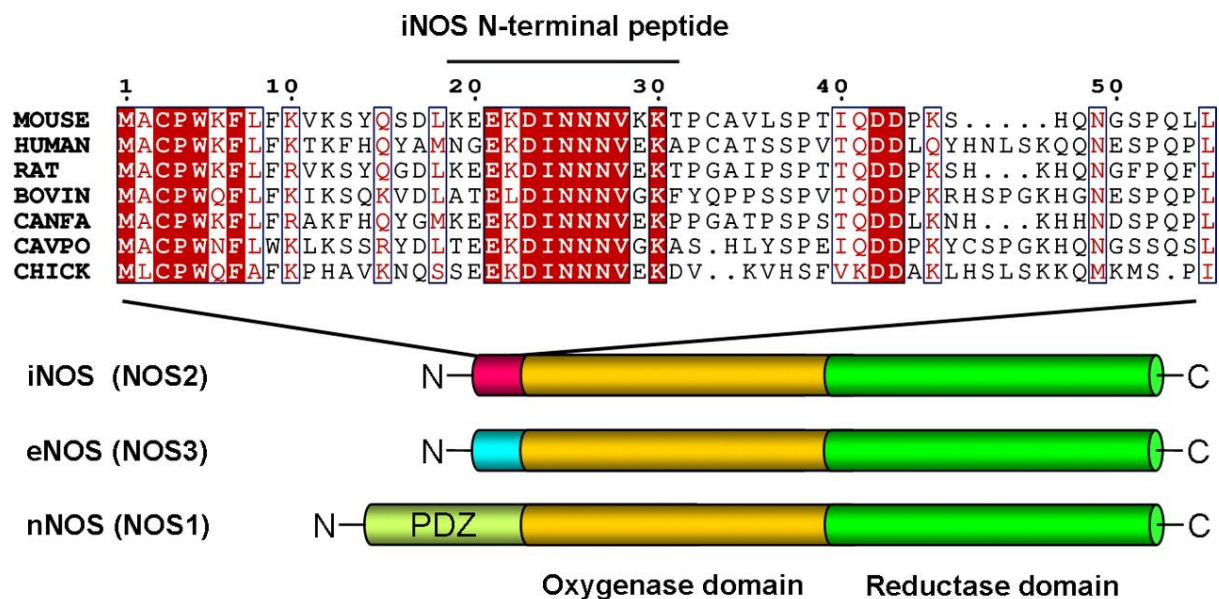 iNOS N-terminal peptide
1 10 20 30 40 50
MOUSE MACPWKFLFKVKSYQSDLKEEKDINNNVKKTPCAVLSPTIQDDPKS.....HQNGSPQLL
HUMAN MACPWKFLFKTKFHQYAMNGEKDINNNVEKAPCATSSPVTQDDLQYHNLSKQQNESPQPL
RAT MACPWKFLFRVKSYQGDLKEEKDINNNVEKTPGAIPSPTTQDDPKSH...KHQNGFPQFL
BOVIN MACPWQFLFKIKSQKVDLATELDINNNVGKFYQPPSSPVTQDDPKRHSPGKHGNESPQPL
CANFA MACPWKFLFRAKFHQYGMKEEKDINNNVEKPPGATPSPSTQDDLKNH...KHHNDSPQPL
CAVPO MACPWNFLWKLKSSRYDLTEEKDINNNVGKAS.HLYSPEIQDDPKYCSPGKHQNGSSQSL
CHICK MLCPWQFAFKPHAVKNQSSEEKDINNNVEKDV..KVHSFVKDDAKLHSLSKKQMKMS.PI
iNOS (NOS2) N C
eNOS (NOS3) N C
nNOS (NOS1) N PDZ C
Oxygenase domain Reductase domain